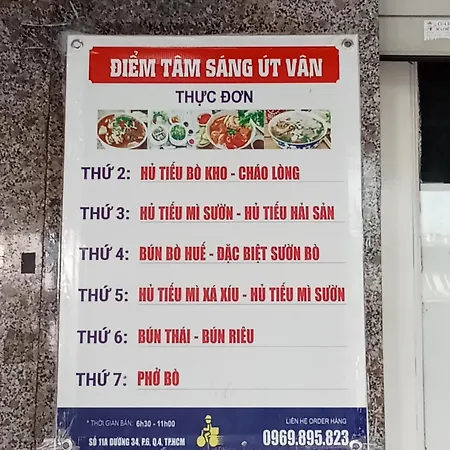 ĐIỂM TÂM SÁNG ÚT VÂN
THỰC ĐƠN
THỨ 2: HỦ TIẾU BÒ KHO - CHÁO LÒNG
THỨ 3: HỦ TIẾU MÌ SƯỜN - HỦ TIẾU HẢI SẢN
THỨ 4: BÚN BÒ HUẾ - ĐẶC BIỆT SƯỜN BÒ
THỨ 5: HỦ TIẾU MÌ XÁ XÍU - HỦ TIẾU MÌ SƯỜN
THỨ 6: BÚN THÁI - BÚN RIÊU
THỨ 7: PHỞ BÒ
* THỜI GIAN BÁN: 6h30 - 11h00
SỐ 11A ĐƯỜNG 34, P.6, Q.4, TP.HCM
LIÊN HỆ ORDER HÀNG
0969.895.823